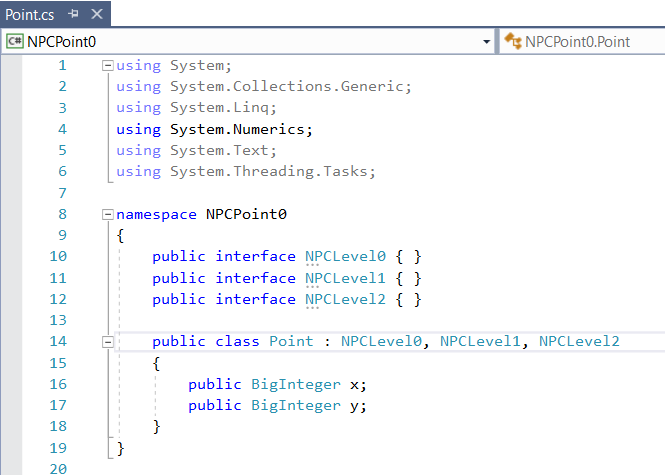 Point.cs
C# NPCPoint0 NPCPoint0.Point
1 using System;
2 using System.Collections.Generic;
3 using System.Linq;
4 using System.Numerics;
5 using System.Text;
6 using System.Threading.Tasks;
7
8 namespace NPCPoint0
9 {
10 public interface NPCLevel0 { }
11 public interface NPCLevel1 { }
12 public interface NPCLevel2 { }
13
14 public class Point : NPCLevel0, NPCLevel1, NPCLevel2
15 {
16 public BigInteger x;
17 public BigInteger y;
18 }
19 }
20